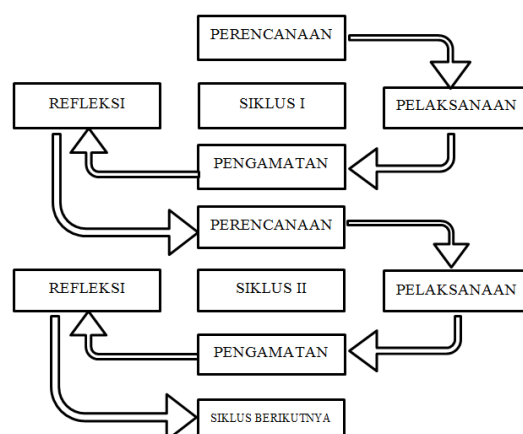 PERENCANAAN
REFLEKSI
SIKLUS I
PELAKSANAAN
PENGAMATAN
PERENCANAAN
REFLEKSI
SIKLUS II
PELAKSANAAN
PENGAMATAN
SIKLUS BERIKUTNYA